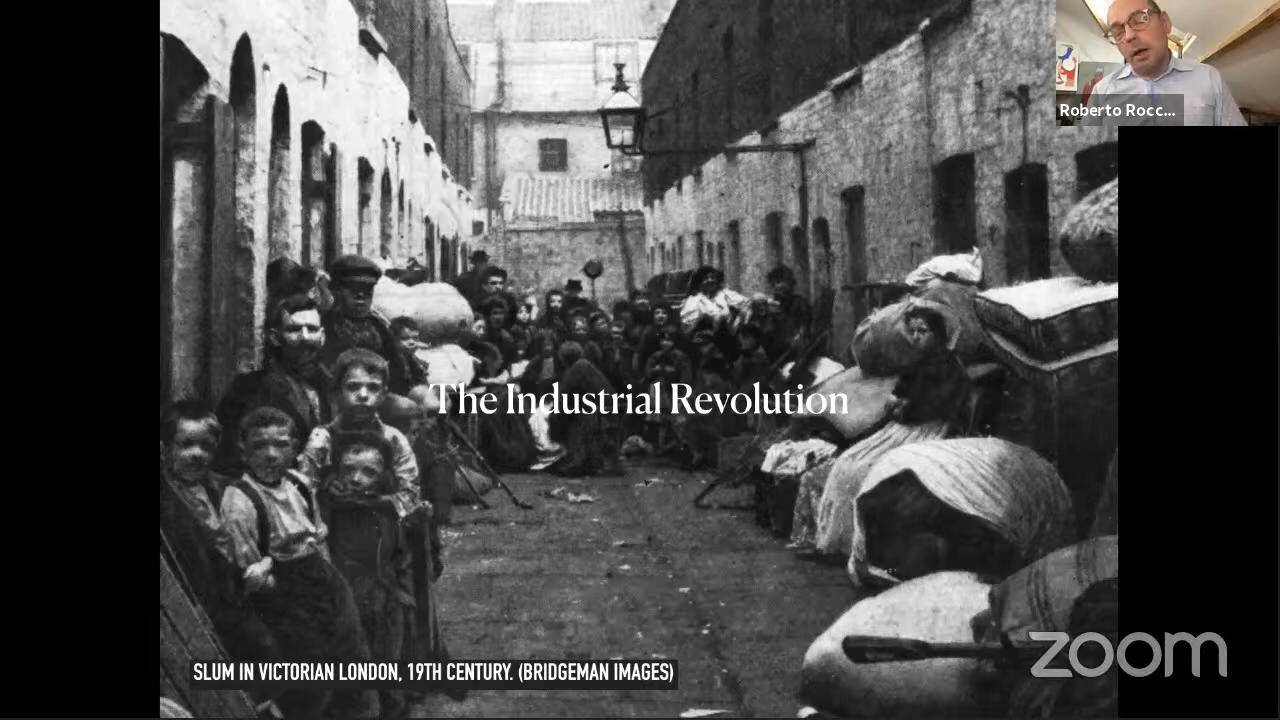 Roberto Rocc...
The Industrial Revolution
SLUM IN VICTORIAN LONDON, 19TH CENTURY. (BRIDGEMAN IMAGES)
zoom